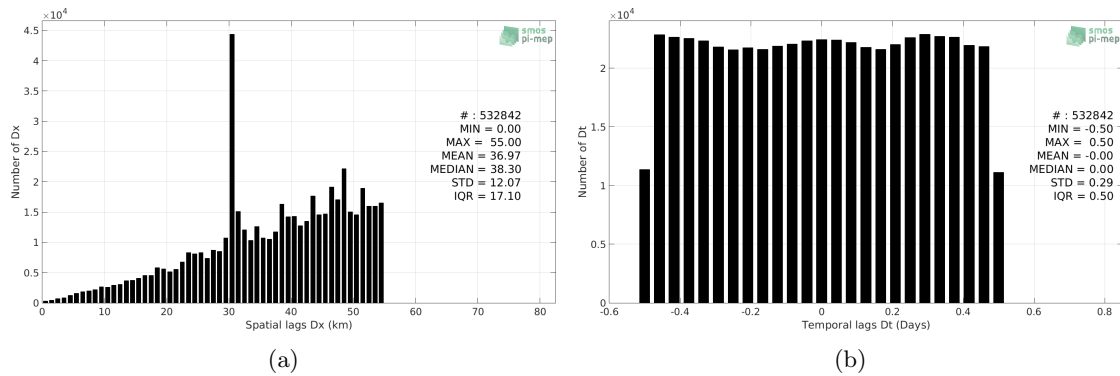 ×10⁴
4.5
4
3.5
3
2.5
2
1.5
1
0.5
0
0 10 20 30 40 50 60 70 80
Number of Dx
Spatial lags Dx (km)
smos
pi-mep
# : 532842
MIN = 0.00
MAX = 55.00
MEAN = 36.97
MEDIAN = 38.30
STD = 12.07
IQR = 17.10
(a)
×10⁴
2
1.5
1
0.5
0
-0.6 -0.4 -0.2 0 0.2 0.4 0.6 0.8
Number of Dt
Temporal lags Dt (Days)
smos
pi-mep
# : 532842
MIN = -0.50
MAX = 0.50
MEAN = -0.00
MEDIAN = 0.00
STD = 0.29
IQR = 0.50
(b)